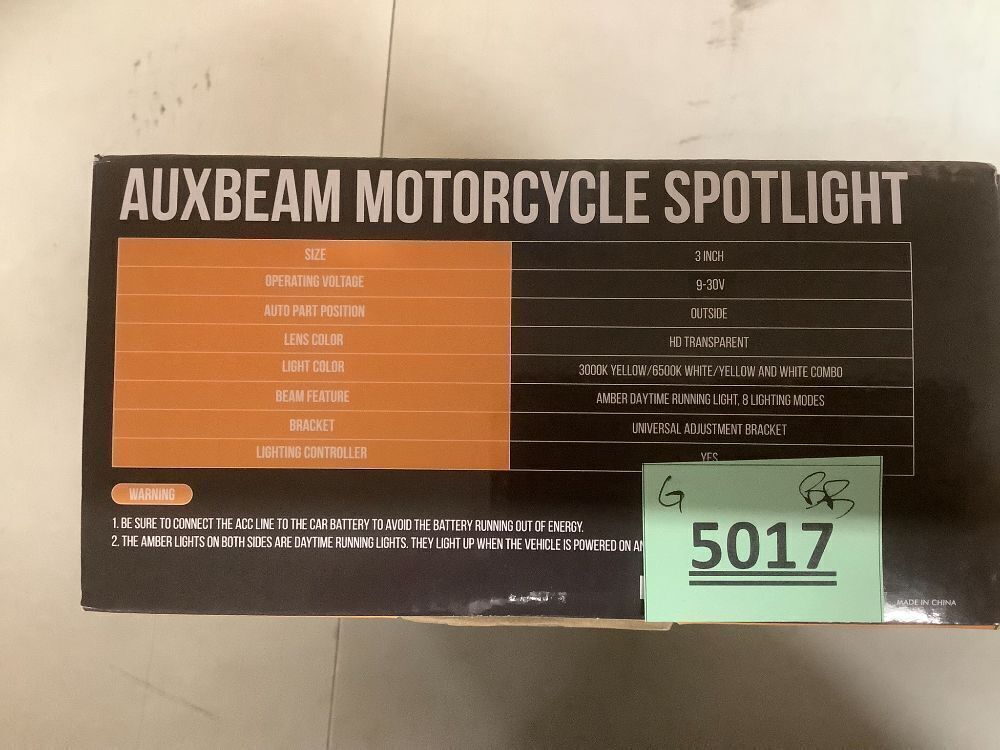 AUXBEAM MOTORCYCLE SPOTLIGHT
SIZE 3 INCH
OPERATING VOLTAGE 9-30V
AUTO PART POSITION OUTSIDE
LENS COLOR HD TRANSPARENT
LIGHT COLOR 3000K YELLOW/6500K WHITE/YELLOW AND WHITE COMBO
BEAM FEATURE AMBER DAYTIME RUNNING LIGHT, 8 LIGHTING MODES
BRACKET UNIVERSAL ADJUSTMENT BRACKET
LIGHTING CONTROLLER YES
WARNING
1. BE SURE TO CONNECT THE ACC LINE TO THE CAR BATTERY TO AVOID THE BATTERY RUNNING OUT OF ENERGY.
2. THE AMBER LIGHTS ON BOTH SIDES ARE DAYTIME RUNNING LIGHTS. THEY LIGHT UP WHEN THE VEHICLE IS POWERED ON
G BB
5017
MADE IN CHINA